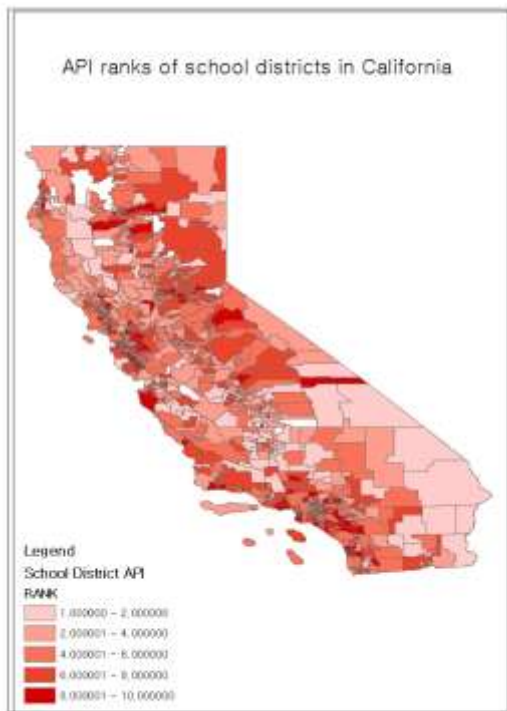 API ranks of school districts in California
Legend
School District API
RANK
1.000000 - 2.000000
2.000001 - 4.000000
4.000001 - 6.000000
6.000001 - 8.000000
8.000001 - 10.000000